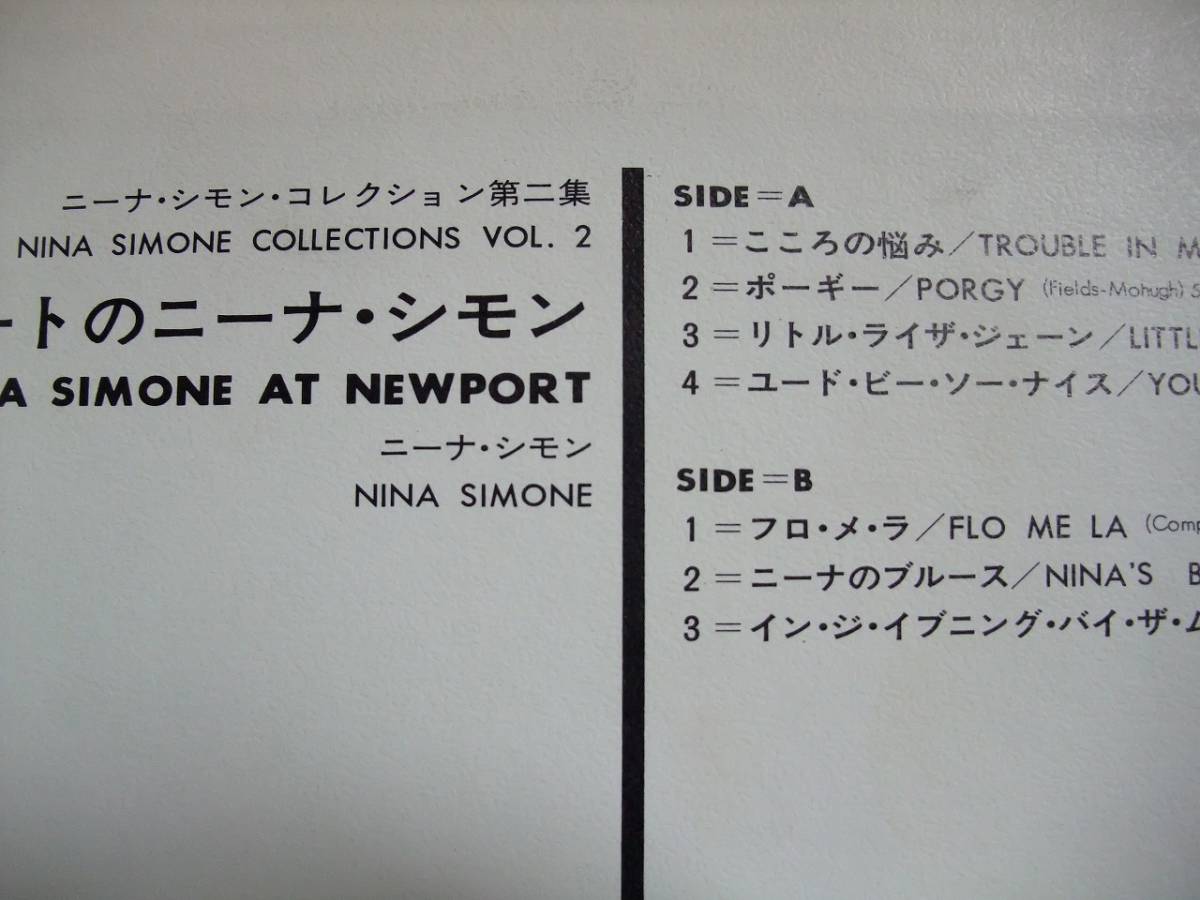 ニーナ・シモン・コレクション第二集
NINA SIMONE COLLECTIONS VOL. 2
ートのニーナ・シモン
A SIMONE AT NEWPORT
ニーナ・シモン
NINA SIMONE
SIDE=A
1=こころの悩み/TROUBLE IN M
2=ポーギー/PORGY (Fields-Mohugh) S
3=リトル・ライザ・ジェーン/LITTL
4=ユード・ビー・ソー・ナイス/YOU
SIDE=B
1=フロ・メ・ラ/FLO ME LA (Comp
2=ニーナのブルース/NINA'S B
3=イン・ジ・イブニング・バイ・ザ・ム